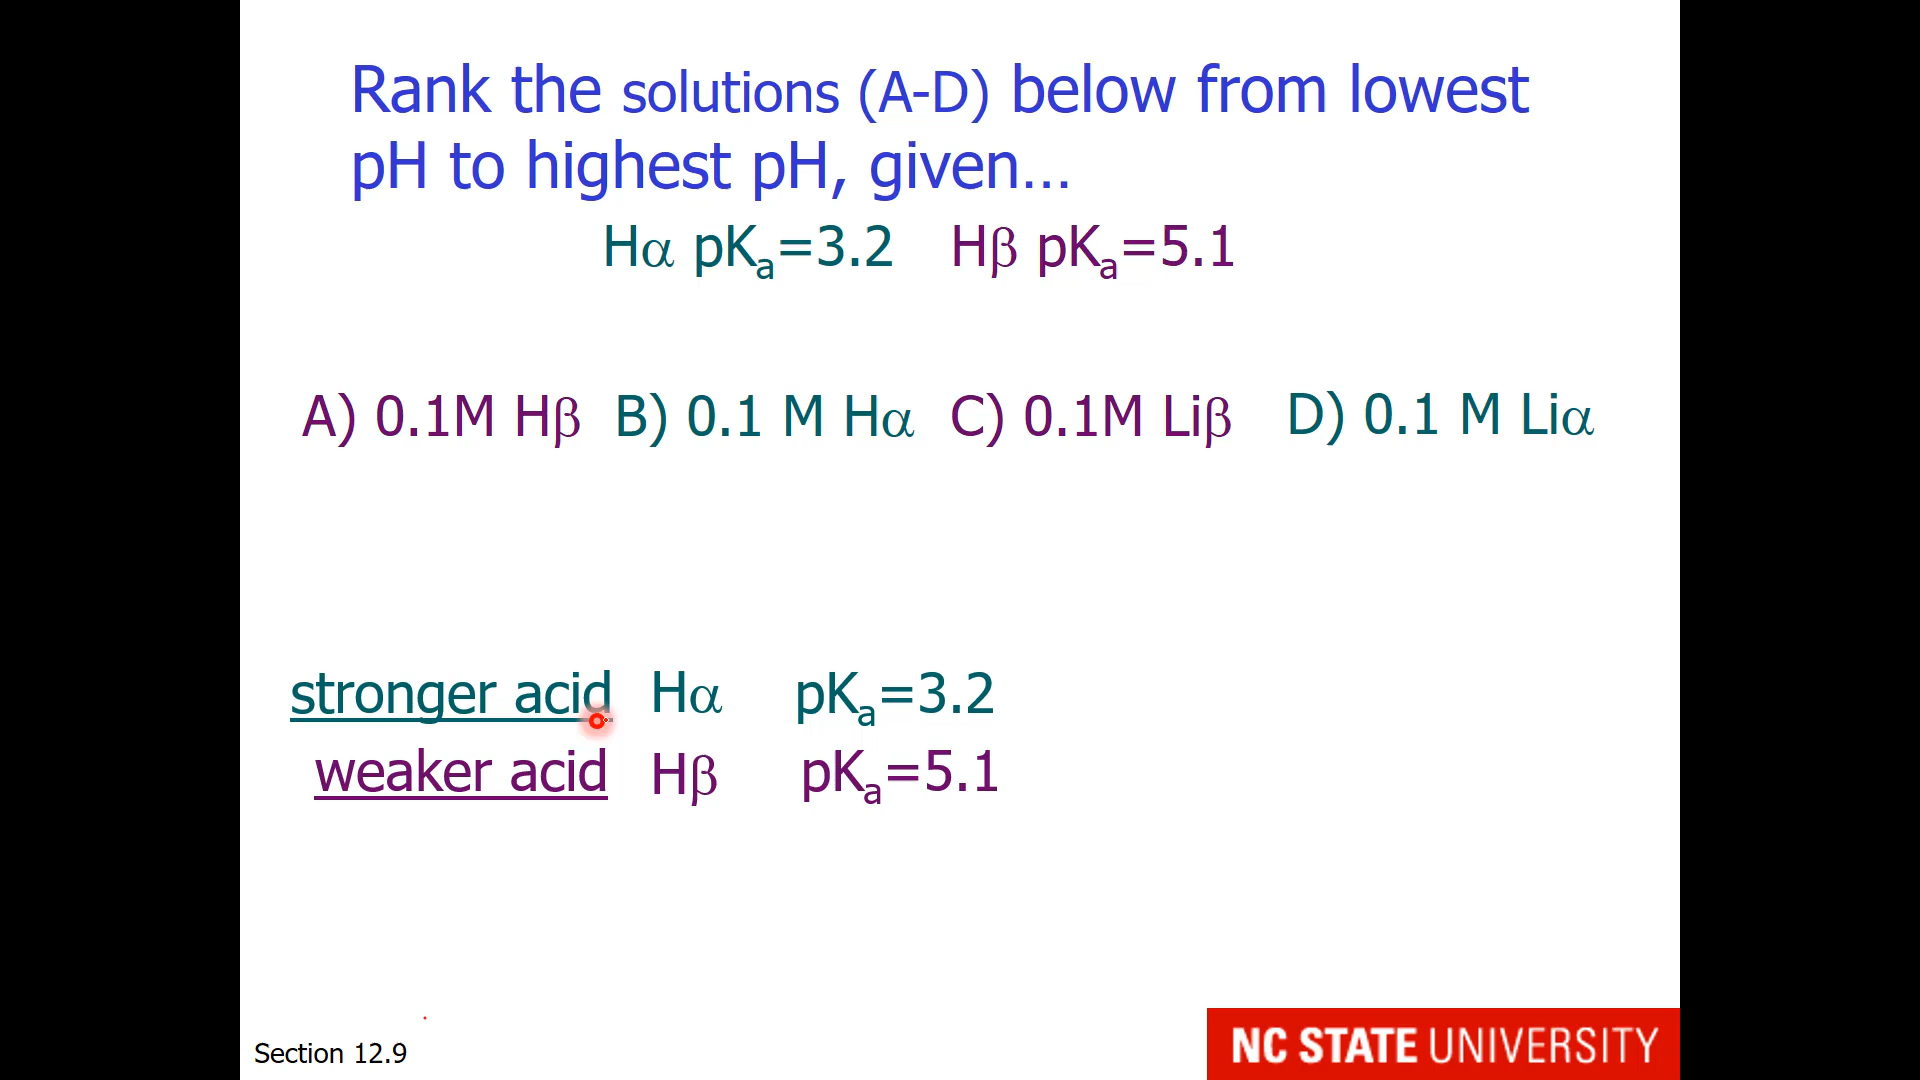 Rank the solutions (A-D) below from lowest
pH to highest pH, given…
Hα pKₐ=3.2 Hβ pKₐ=5.1
A) 0.1M Hβ B) 0.1 M Hα C) 0.1M Liβ D) 0.1 M Liα
stronger acid Hα pKₐ=3.2
weaker acid Hβ pKₐ=5.1
Section 12.9
NC STATE UNIVERSITY